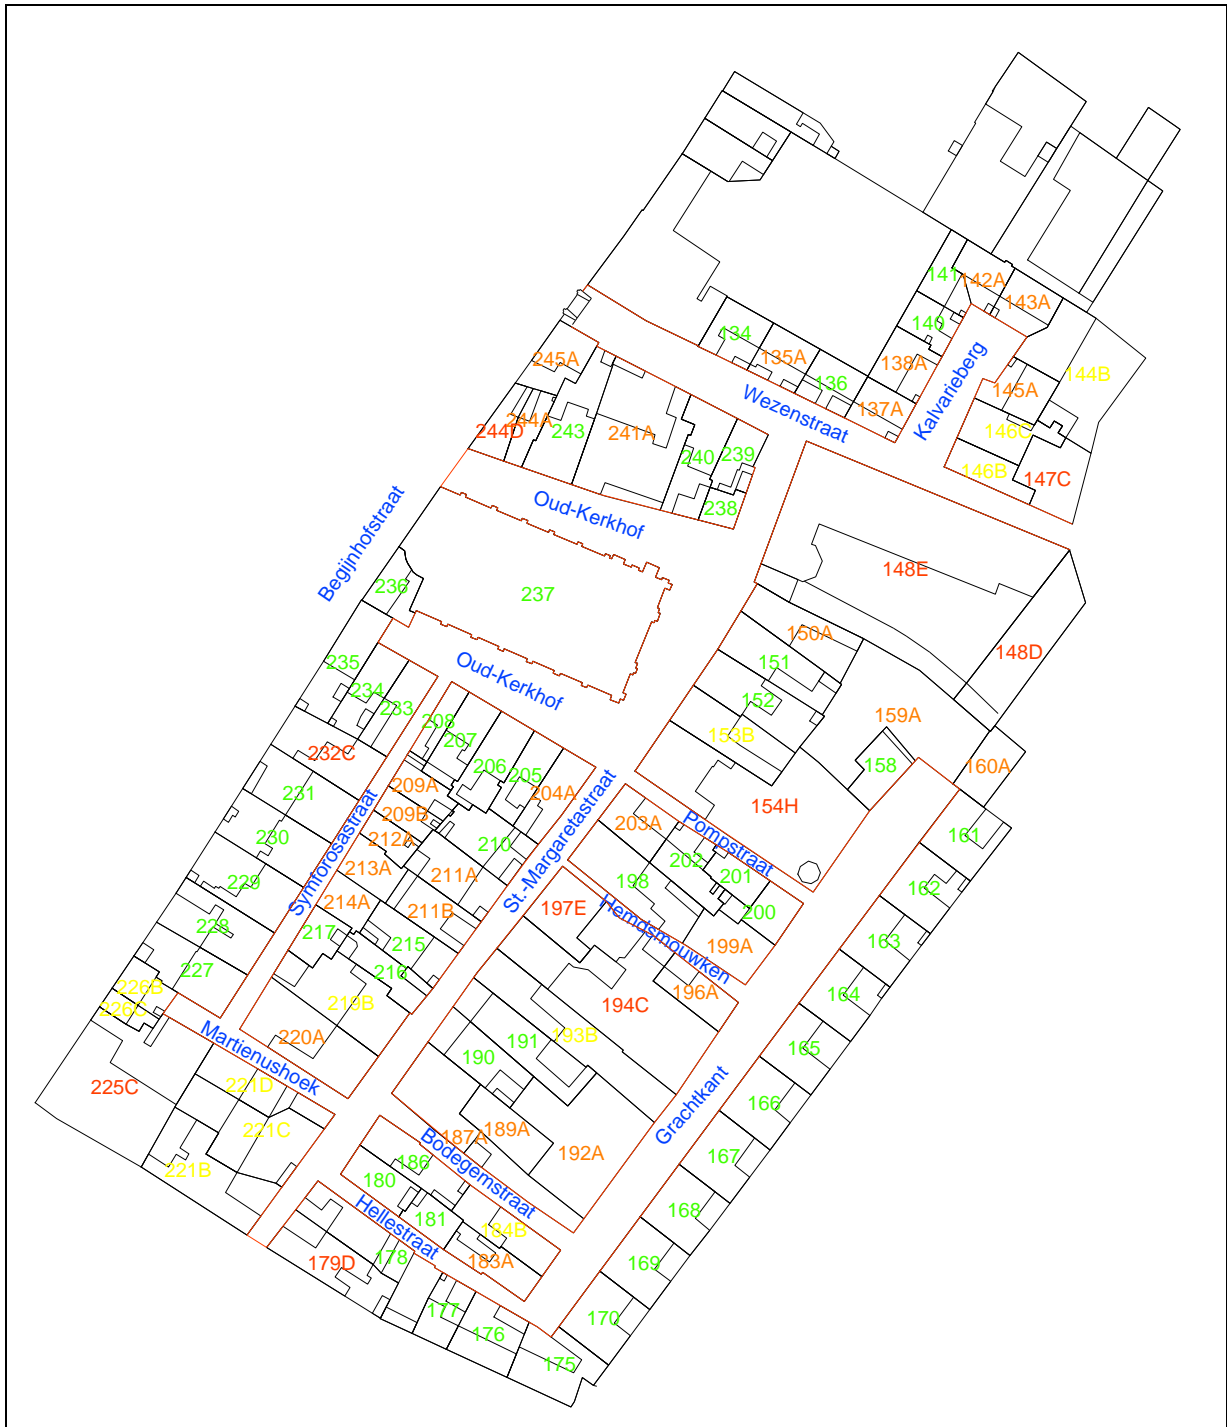 141
142A
143A
140
134
135A
136
138A
137A
145A
144B
245A
Wezenstraat
Kalvarieberg
146C
146B
147C
244D
244A
243
241A
240
239
238
Oud-Kerkhof
Begijnhofstraat
236
237
148E
148D
150A
151
152
153B
159A
158
160A
Oud-Kerkhof
235
234
233
232C
208
207
206
205
204A
209A
209B
212A
213A
214A
210
211A
211B
215
216
217
219B
220A
231
230
229
228
227
226B
226C
Symforosastraat
St.-Margaretastraat
154H
Pompstraat
203A
202
201
200
198
199A
Hemdsmouwken
197E
196A
194C
193B
191
190
161
162
163
164
165
166
167
168
169
170
Grachtkant
Martienushoek
225C
221D
221C
221B
187A
189A
192A
Bodegemstraat
186
180
181
184B
183A
Hellestraat
179D
178
177
176
175